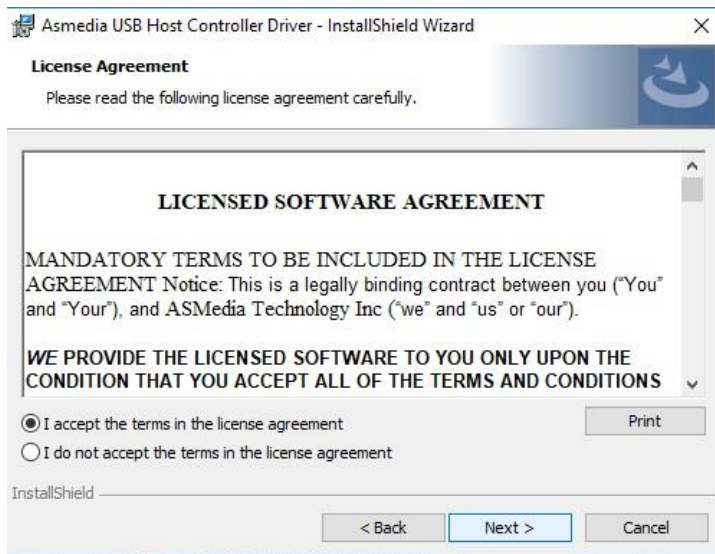 Asmedia USB Host Controller Driver - InstallShield Wizard
License Agreement
Please read the following license agreement carefully.
LICENSED SOFTWARE AGREEMENT
MANDATORY TERMS TO BE INCLUDED IN THE LICENSE
AGREEMENT Notice: This is a legally binding contract between you (“You”
and “Your”), and ASMedia Technology Inc (“we” and “us” or “our”).
WE PROVIDE THE LICENSED SOFTWARE TO YOU ONLY UPON THE
CONDITION THAT YOU ACCEPT ALL OF THE TERMS AND CONDITIONS
I accept the terms in the license agreement
Print
I do not accept the terms in the license agreement
InstallShield
< Back Next > Cancel